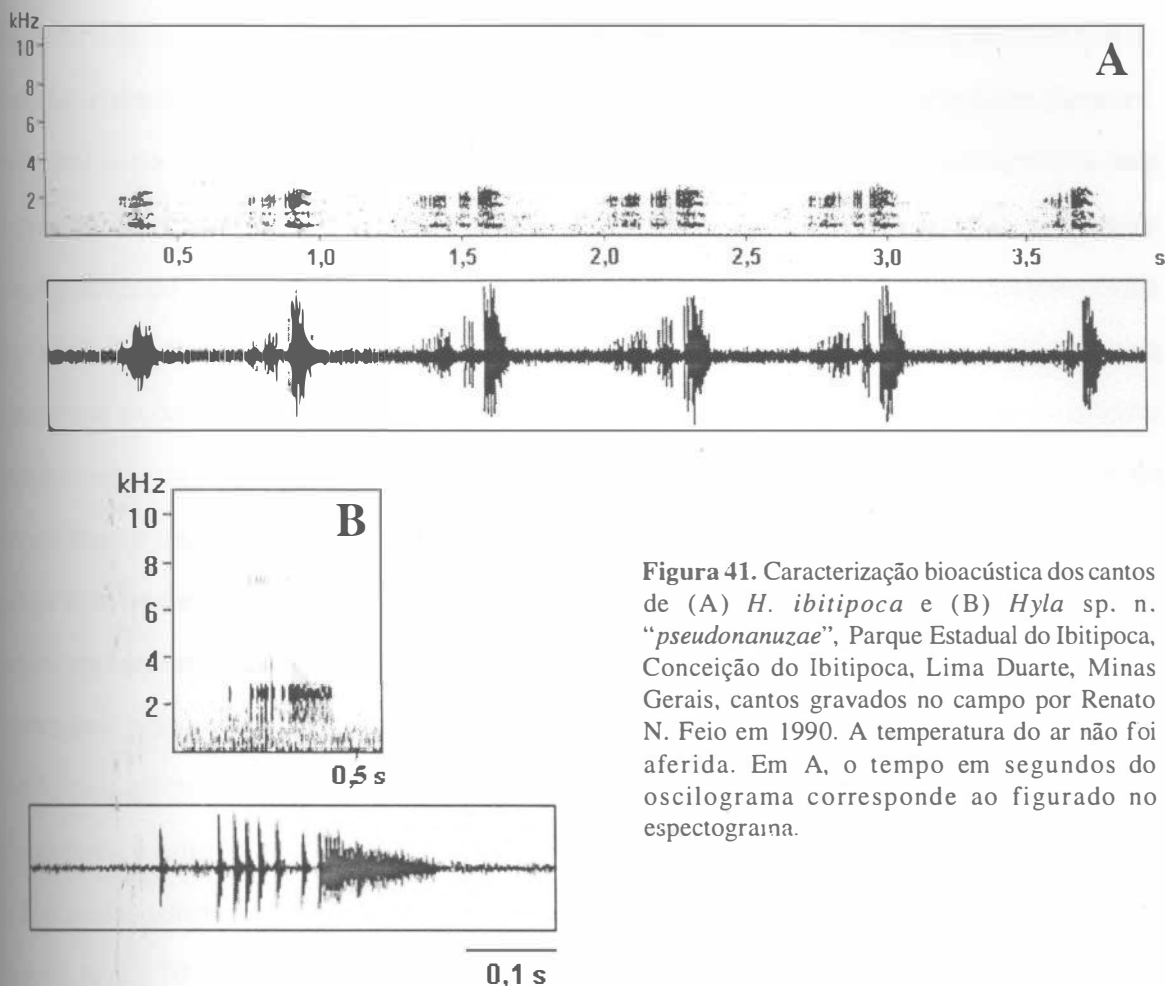 kHz
10
A
8
6
4
2
0,5 1,0 1,5 2,0 2,5 3,0 3,5 s
kHz
10
B
8
6
4
2
0,5 s
0,1 s
Figura 41. Caracterização bioacústica dos cantos
de (A) H. ibitipoca e (B) Hyla sp. n.
“pseudonanuzae”, Parque Estadual do Ibitipoca,
Conceição do Ibitipoca, Lima Duarte, Minas
Gerais, cantos gravados no campo por Renato
N. Feio em 1990. A temperatura do ar não foi
aferida. Em A, o tempo em segundos do
oscilograma corresponde ao figurado no
espectograma.